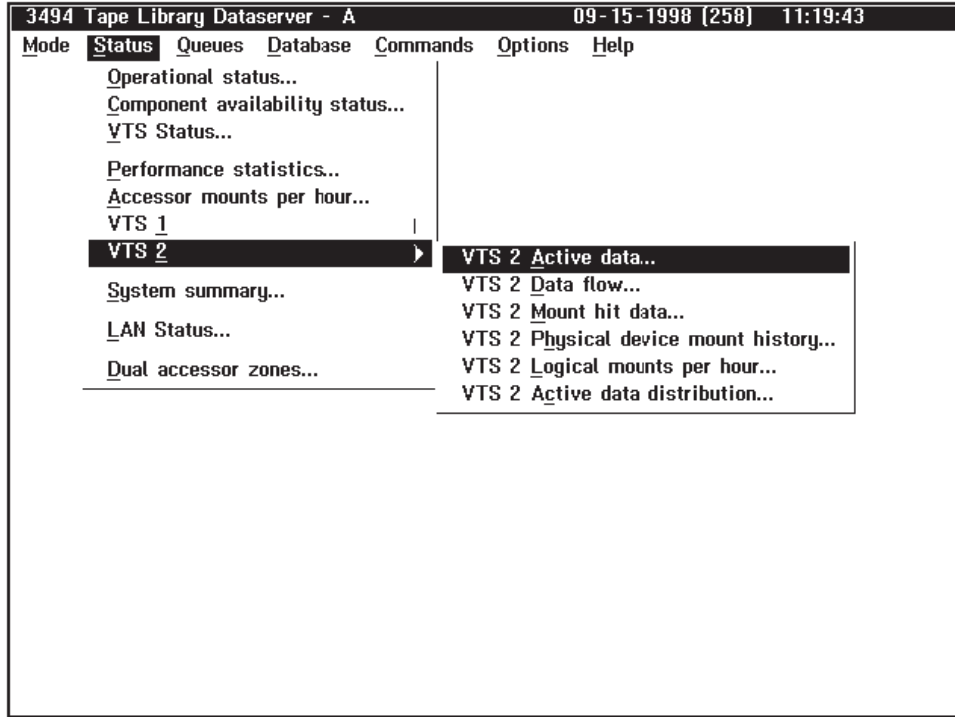 3494 Tape Library Dataserver - A 09-15-1998 (258) 11:19:43
Mode Status Queues Database Commands Options Help
Operational status...
Component availability status...
VTS Status...
Performance statistics...
Accessor mounts per hour...
VTS 1
VTS 2
VTS 2 Active data...
VTS 2 Data flow...
VTS 2 Mount hit data...
VTS 2 Physical device mount history...
VTS 2 Logical mounts per hour...
VTS 2 Active data distribution...
System summary...
LAN Status...
Dual accessor zones...